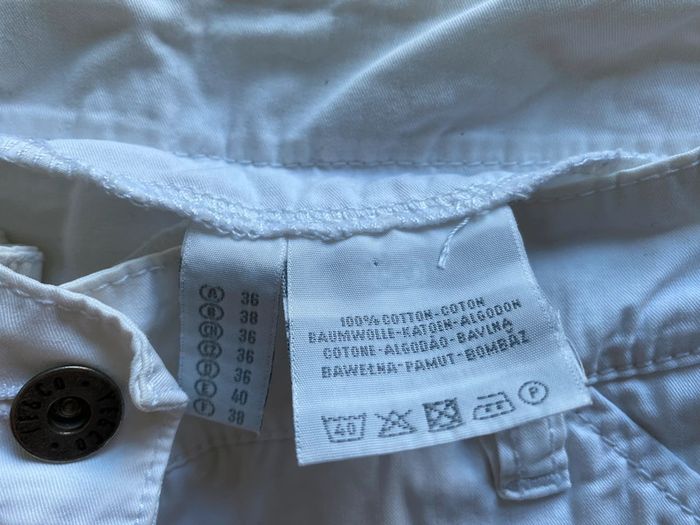 36
38
36
36
36
40
38
100% COTTON-COTON
BAUMWOLLE-KATOEN-ALGODON
COTONE-ALGODÃO-BAVLNA
BAWEŁNA-PAMUT-BOMBAZ
40
P